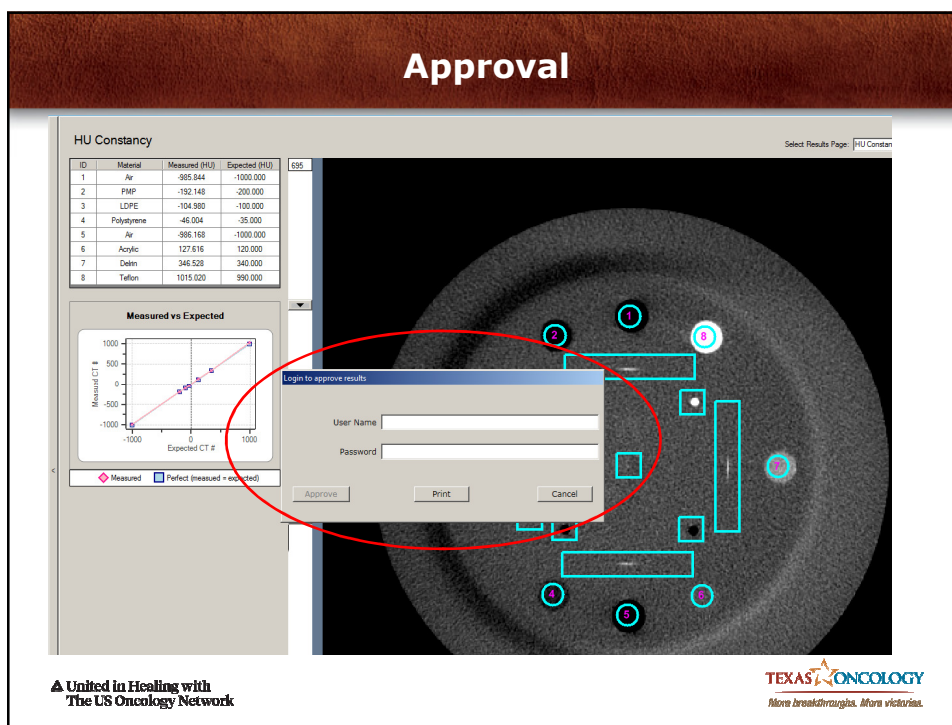 Approval
HU Constancy
Select Results Page: HU Constan
ID Material Measured (HU) Expected (HU)
1 Air -985.844 -1000.000
2 PMP -192.148 -200.000
3 LDPE -104.980 -100.000
4 Polystyrene -46.004 -35.000
5 Air -986.168 -1000.000
6 Acrylic 127.616 120.000
7 Delrin 346.528 340.000
8 Teflon 1015.020 990.000
695
Measured vs Expected
Measurd CT #
1000
500
0
-500
-1000
-1000 0 1000
Expected CT #
Measured Perfect (measued = expected)
Login to approve results
User Name
Password
Approve Print Cancel
<
1
2
8
7
4
5
6
United in Healing with
The US Oncology Network
TEXAS ONCOLOGY
More breakthroughs. More victories.